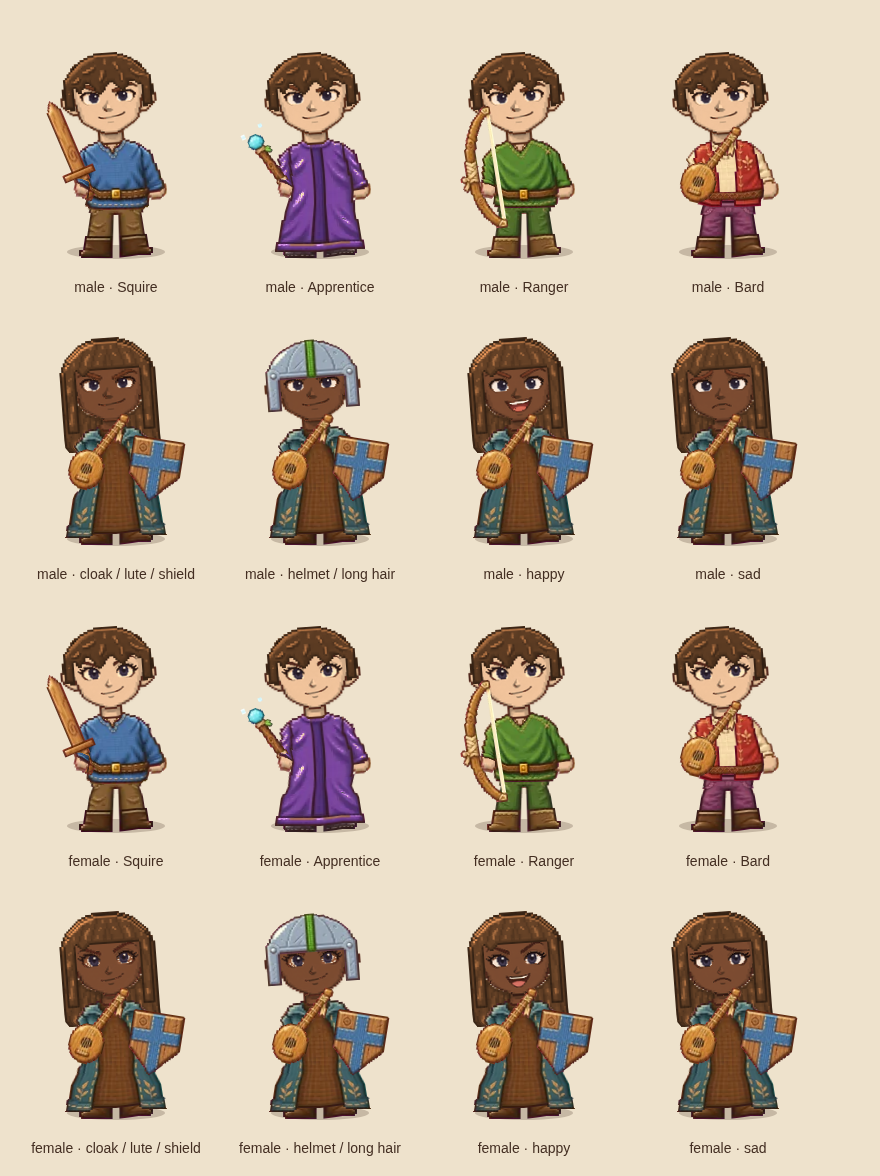 male · Squire
male · Apprentice
male · Ranger
male · Bard
male · cloak / lute / shield
male · helmet / long hair
male · happy
male · sad
female · Squire
female · Apprentice
female · Ranger
female · Bard
female · cloak / lute / shield
female · helmet / long hair
female · happy
female · sad